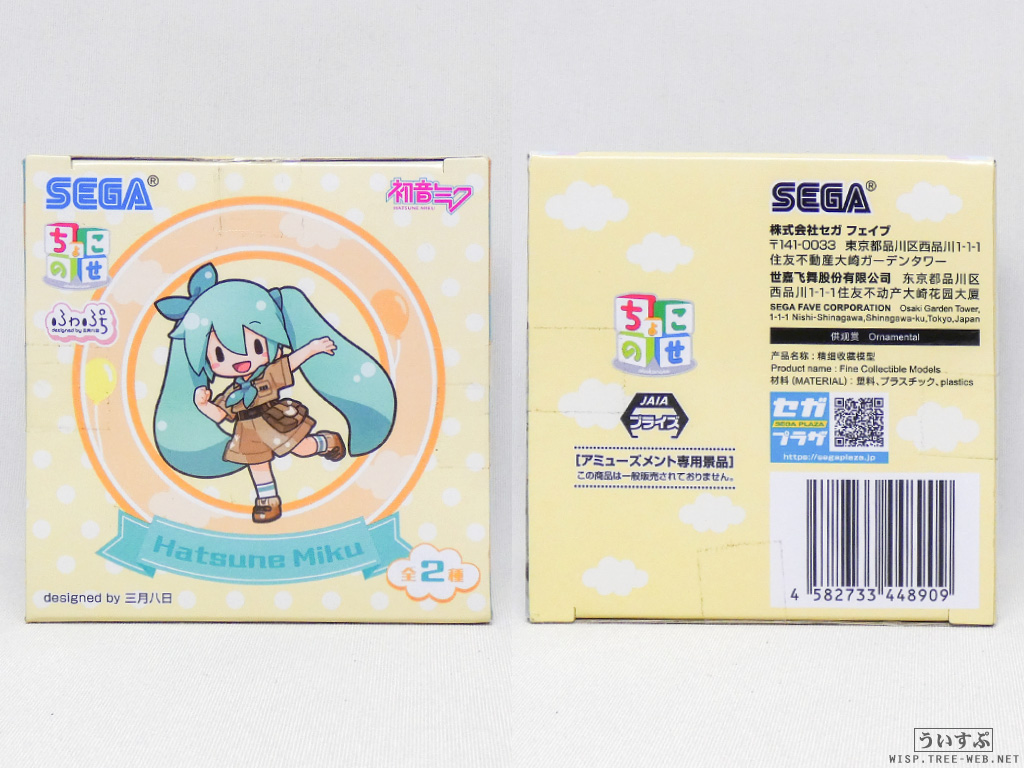 SEGA®
初音ミク
HATSUNE MIKU
ちょこ
のせ
ふわぷち
designed by 三月八日
Hatsune Miku
全2種
designed by 三月八日
SEGA®
株式会社セガ フェイブ
〒141-0033 東京都品川区西品川1-1-1
住友不動産大崎ガーデンタワー
世嘉飞舞股份有限公司 东京都品川区
西品川1-1-1住友不动产大崎花园大厦
SEGA FAVE CORPORATION Osaki Garden Tower,
1-1-1 Nishi-Shinagawa,Shinagawa-ku,Tokyo,Japan
供观赏 Ornamental
产品名称：精细收藏模型
Product name : Fine Collectible Models
材料 (MATERIAL)：塑料、プラスチック、plastics
ちょこ
のせ
JAIA
プライズ
セガ
SEGA PLAZA
プラザ
https://segaplaza.jp
[アミューズメント専用景品]
この商品は一般販売されておりません。
4 582733 448909
ういすぷ
WISP.TREE-WEB.NET